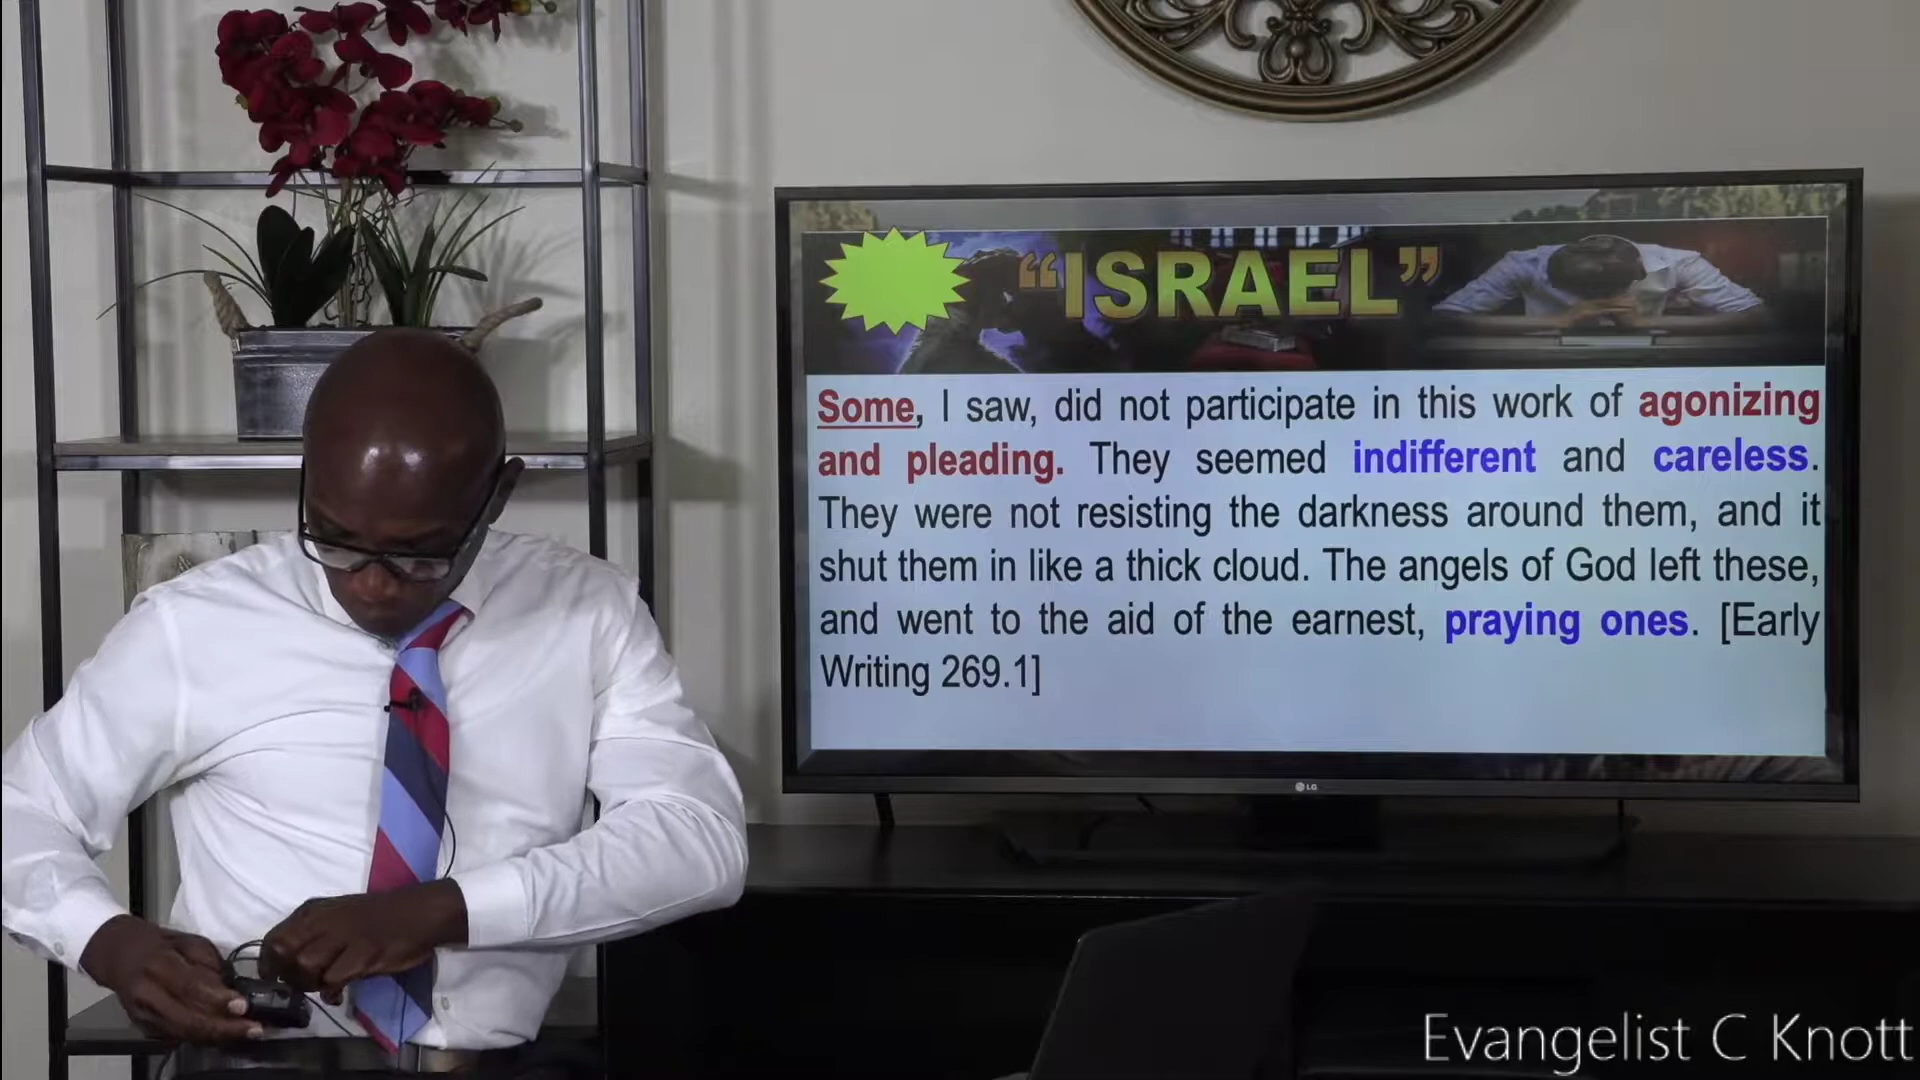 “ISRAEL”
Some, I saw, did not participate in this work of agonizing
and pleading. They seemed indifferent and careless.
They were not resisting the darkness around them, and it
shut them in like a thick cloud. The angels of God left these,
and went to the aid of the earnest, praying ones. [Early
Writing 269.1]
LG
Evangelist C Knott